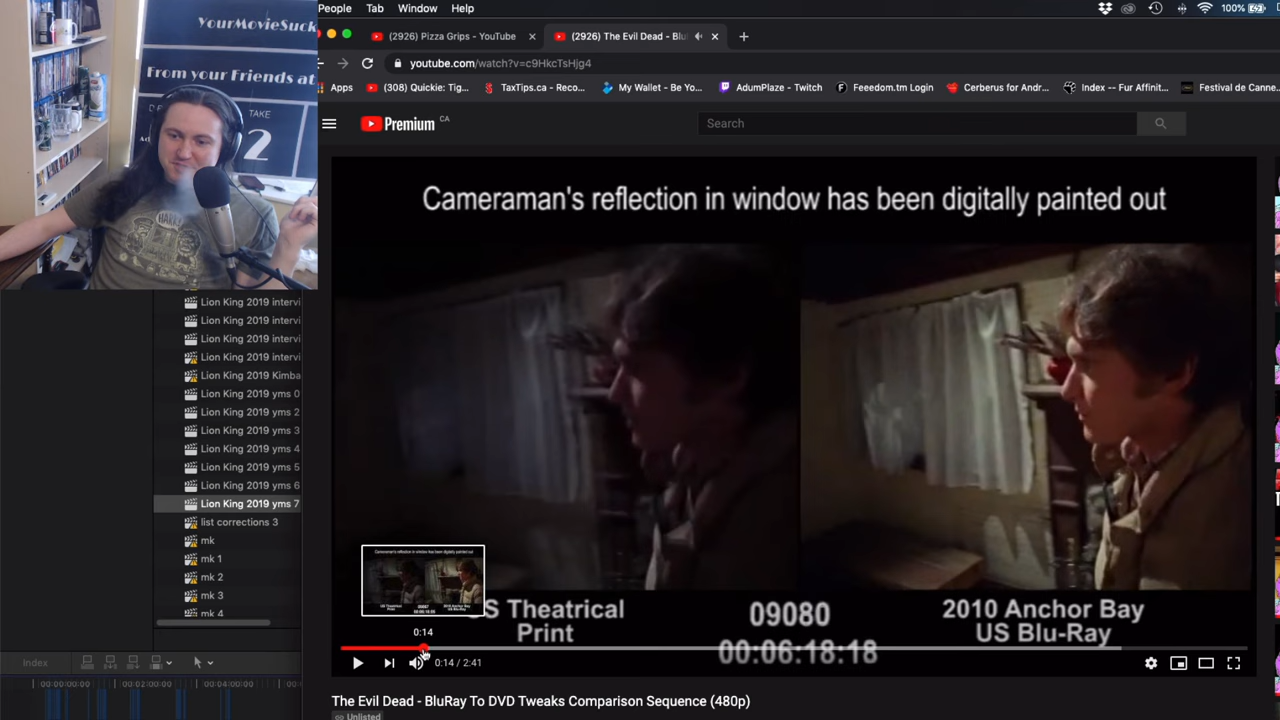 People Tab Window Help
100%
(2926) Pizza Grips - YouTube
(2926) The Evil Dead - Blu
youtube.com/watch?v=c9HkcTsHjg4
Apps
(308) Quickie: Tig...
TaxTips.ca - Reco...
My Wallet - Be Yo...
AdumPlaze - Twitch
Feeedom.tm Login
Cerberus for Andr...
Index -- Fur Affinit...
Festival de Canne...
Premium CA
Search
YourMovieSuck
From your Friends at
TAKE
2
HARRY
Cameraman's reflection in window has been digitally painted out
Lion King 2019 intervi
Lion King 2019 intervi
Lion King 2019 intervi
Lion King 2019 intervi
Lion King 2019 Kimba
Lion King 2019 yms 0
Lion King 2019 yms 2
Lion King 2019 yms 3
Lion King 2019 yms 4
Lion King 2019 yms 5
Lion King 2019 yms 6
Lion King 2019 yms 7
list corrections 3
mk
mk 1
mk 2
mk 3
mk 4
Index
00:00:00:00
00:02:00:00
00:04:00:00
S Theatrical
Print
09080
00:06:18:18
2010 Anchor Bay
US Blu-Ray
0:14
0:14 / 2:41
The Evil Dead - BluRay To DVD Tweaks Comparison Sequence (480p)
Unlisted